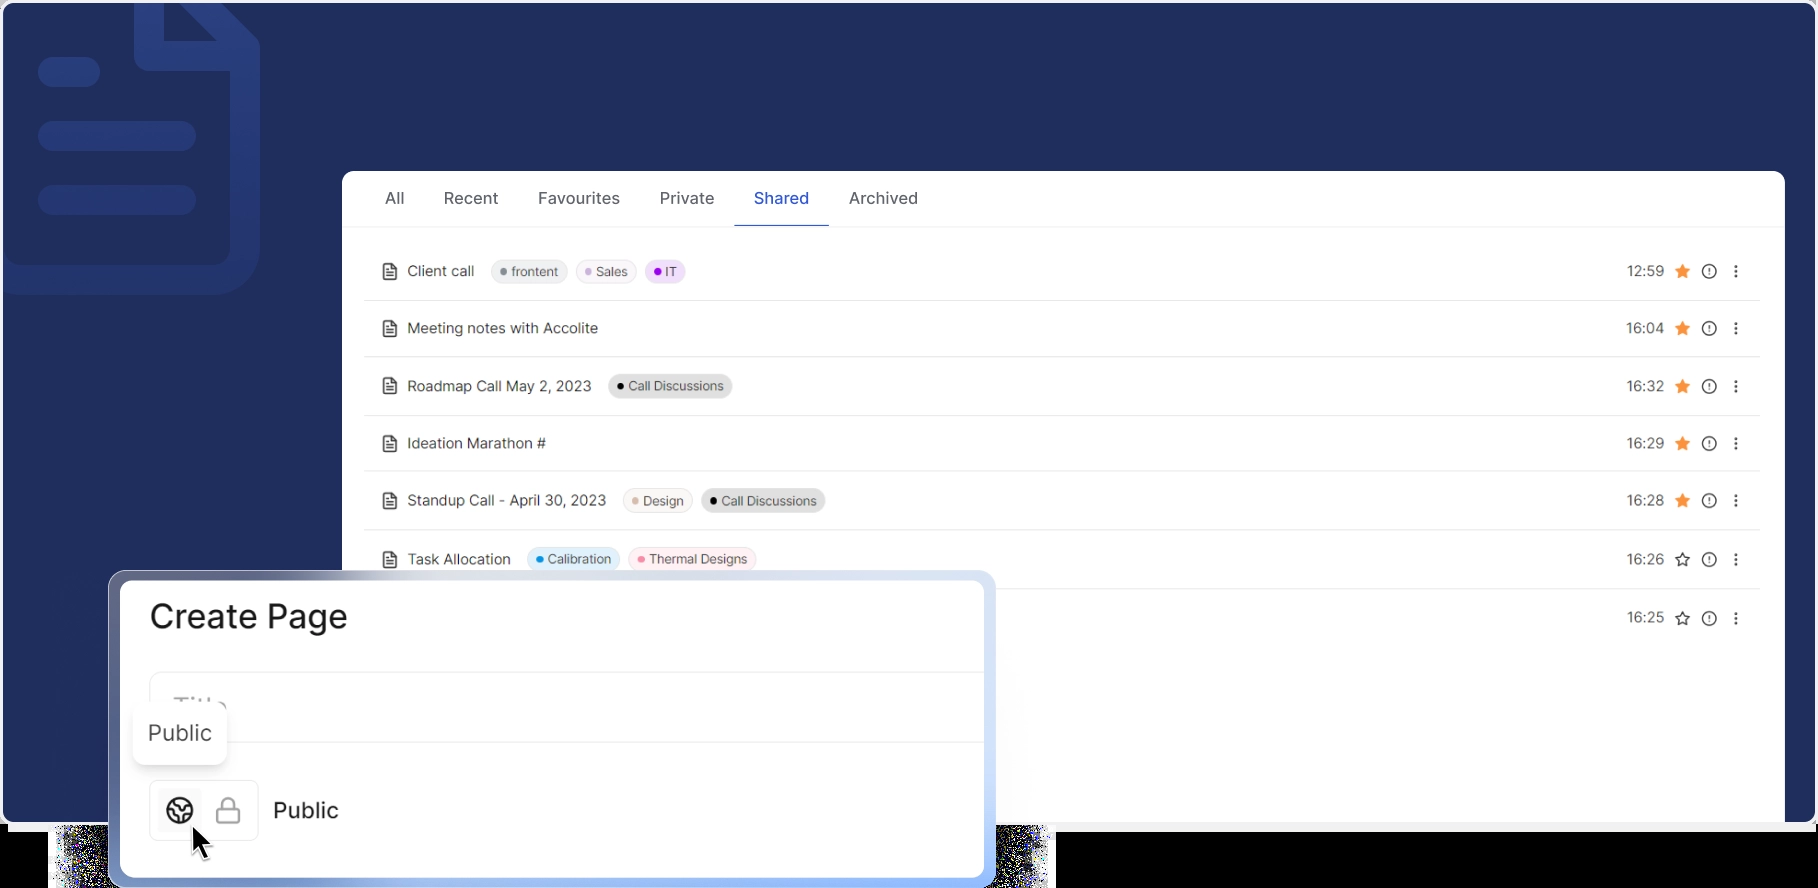 All Recent Favourites Private Shared Archived
Client call frontent Sales IT 12:59
Meeting notes with Accolite 16:04
Roadmap Call May 2, 2023 Call Discussions 16:32
Ideation Marathon # 16:29
Standup Call - April 30, 2023 Design Call Discussions 16:28
Task Allocation Calibration Thermal Designs 16:26
16:25
Create Page
Public
Public